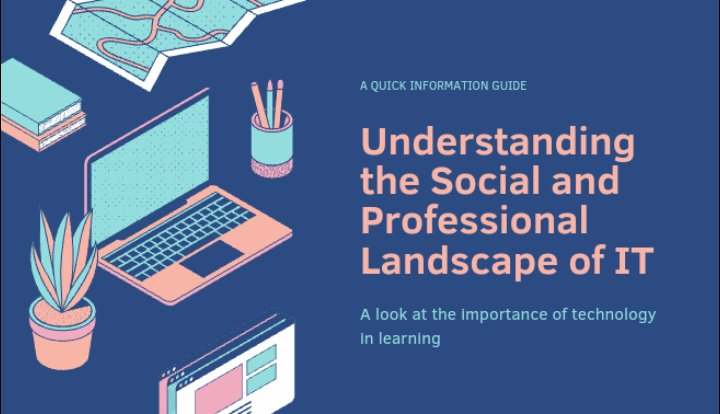 A QUICK INFORMATION GUIDE
Understanding
the Social and
Professional
Landscape of IT
A look at the importance of technology
in learning